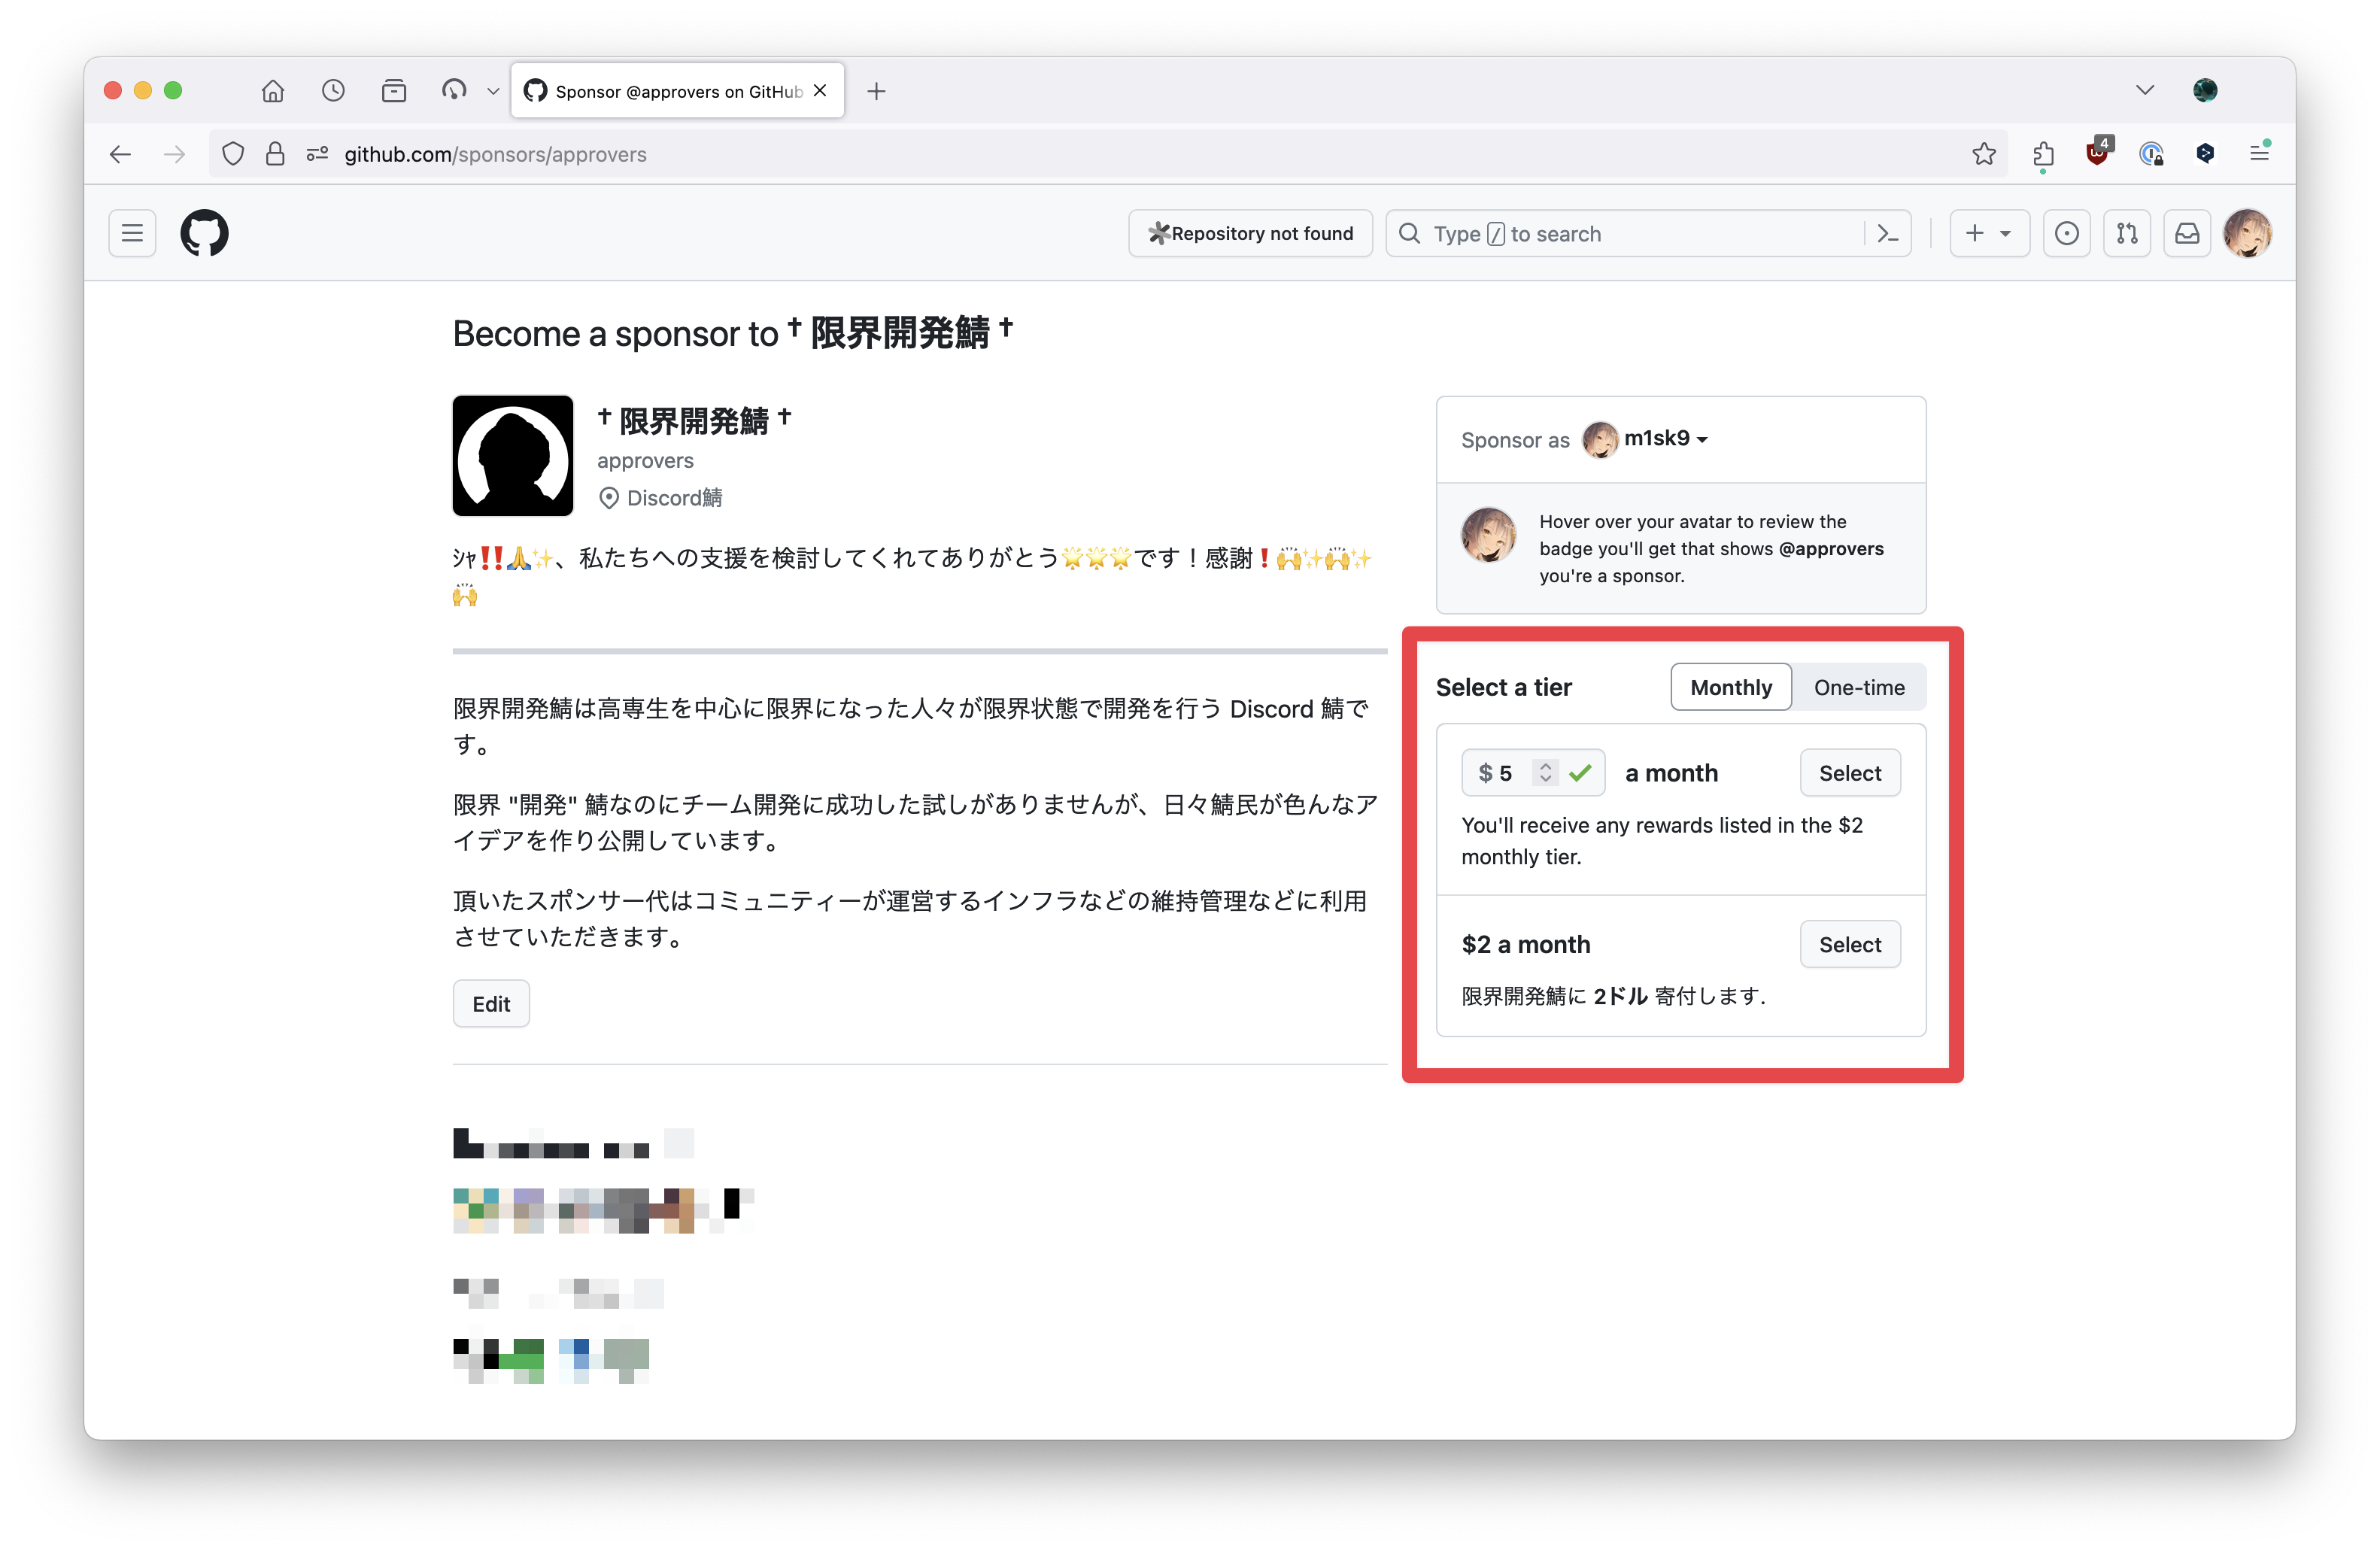 Sponsor @approvers on GitHub
github.com/sponsors/approvers
4
Repository not found
Type / to search
Become a sponsor to †限界開発鯖†
†限界開発鯖†
approvers
Discord鯖
ｼｬ‼️🙏✨、私たちへの支援を検討してくれてありがとう🌟🌟🌟です！感謝❗🙌✨🙌✨
🙌
限界開発鯖は高専生を中心に限界になった人々が限界状態で開発を行う Discord 鯖で
す。
限界 "開発" 鯖なのにチーム開発に成功した試しがありませんが、日々鯖民が色んなア
イデアを作り公開しています。
頂いたスポンサー代はコミュニティーが運営するインフラなどの維持管理などに利用
させていただきます。
Edit
Sponsor as m1sk9
Hover over your avatar to review the
badge you'll get that shows @approvers
you're a sponsor.
Select a tier
Monthly One-time
$ 5 a month Select
You'll receive any rewards listed in the $2
monthly tier.
$2 a month Select
限界開発鯖に 2ドル 寄付します.